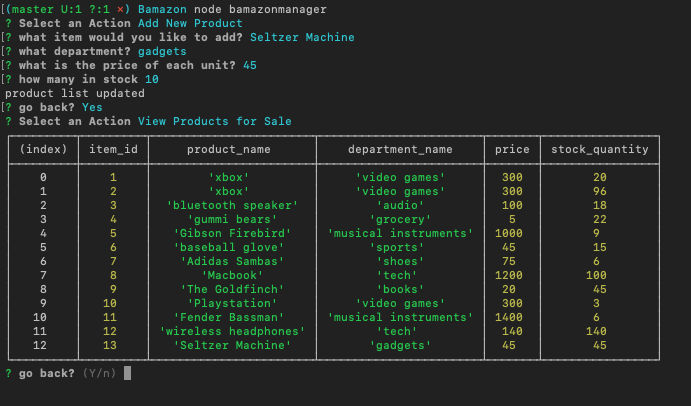 [(master U:1 ?:1 ✗) Bamazon node bamazonmanager
? Select an Action Add New Product
[? what item would you like to add? Seltzer Machine
[? what department? gadgets
[? what is the price of each unit? 45
[? how many in stock 10
product list updated
[? go back? Yes
? Select an Action View Products for Sale
(index) item_id product_name department_name price stock_quantity
0 1 'xbox' 'video games' 300 20
1 2 'xbox' 'video games' 300 96
2 3 'bluetooth speaker' 'audio' 100 18
3 4 'gummi bears' 'grocery' 5 22
4 5 'Gibson Firebird' 'musical instruments' 1000 9
5 6 'baseball glove' 'sports' 45 15
6 7 'Adidas Sambas' 'shoes' 75 6
7 8 'Macbook' 'tech' 1200 100
8 9 'The Goldfinch' 'books' 20 45
9 10 'Playstation' 'video games' 300 3
10 11 'Fender Bassman' 'musical instruments' 1400 6
11 12 'wireless headphones' 'tech' 140 140
12 13 'Seltzer Machine' 'gadgets' 45 45
? go back? (Y/n)